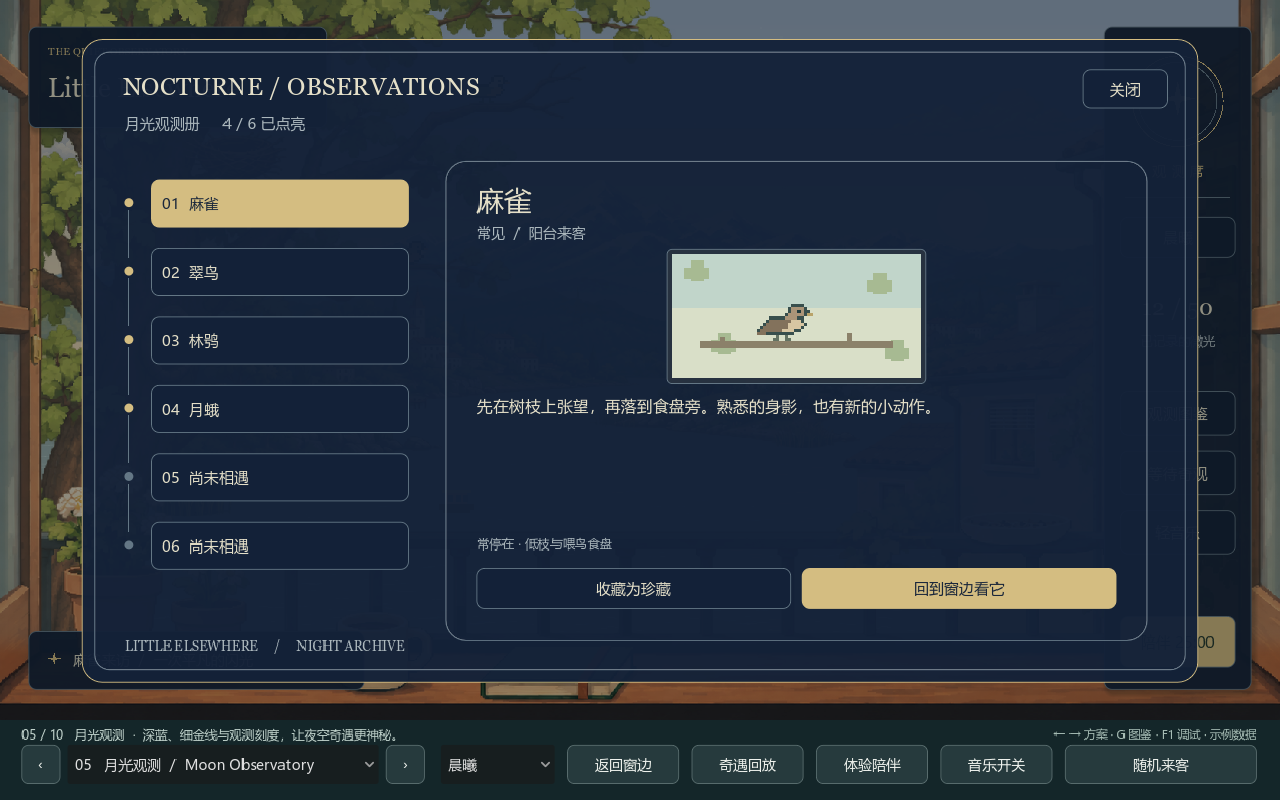 THE Q
Lit
NOCTURNE / OBSERVATIONS
关闭
月光观测册 4 / 6 已点亮
01 麻雀
02 翠鸟
03 林鸮
04 月蛾
05 尚未相遇
06 尚未相遇
麻雀
常见 / 阳台来客
先在树枝上张望，再落到食盘旁。熟悉的身影，也有新的小动作。
常停在 · 低枝与喂鸟食盘
收藏为珍藏
回到窗边看它
LITTLE ELSEWHERE / NIGHT ARCHIVE
05 / 10 月光观测 · 深蓝、细金线与观测刻度，让夜空奇遇更神秘。
← → 方案 · G 图鉴 · F1 调试 · 示例数据
‹
05 月光观测 / Moon Observatory
›
晨曦
返回窗边
奇遇回放
体验陪伴
音乐开关
随机来客